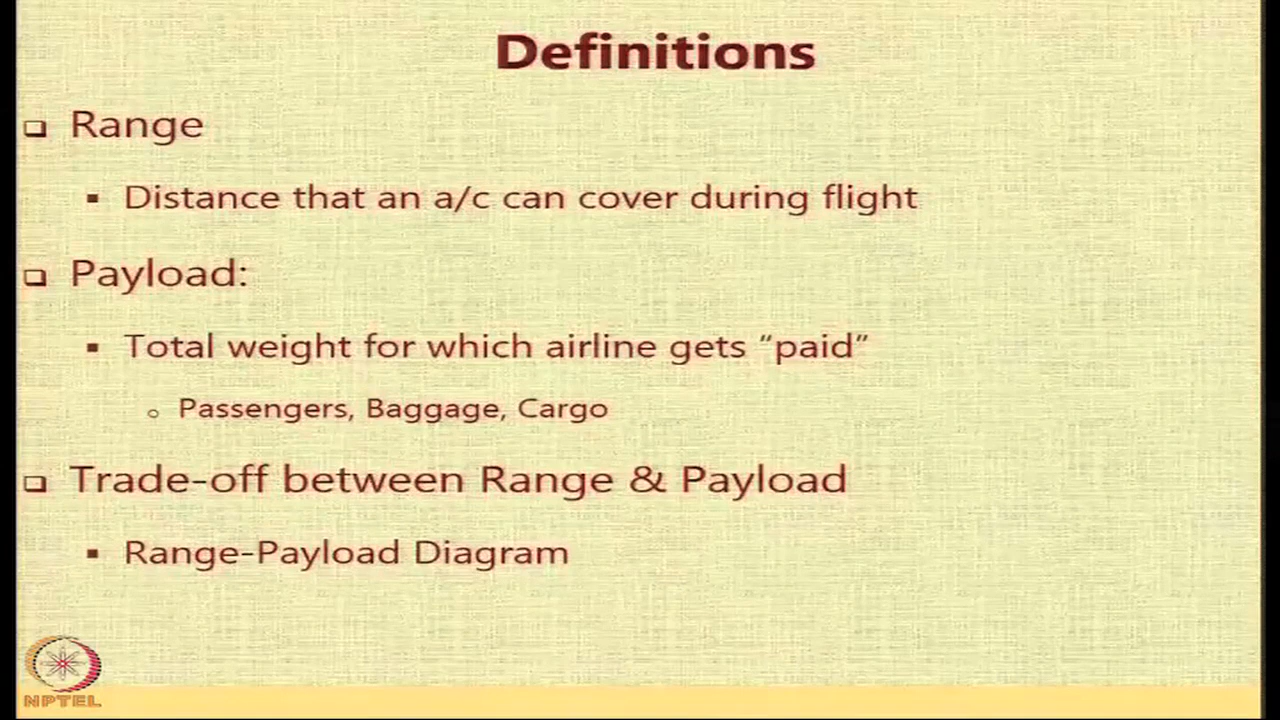 Definitions
Range
Distance that an a/c can cover during flight
Payload:
Total weight for which airline gets “paid”
Passengers, Baggage, Cargo
Trade-off between Range & Payload
Range-Payload Diagram
NPTEL